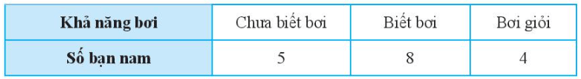 Khả năng bơi Chưa biết bơi Biết bơi Bơi giỏi
Số bạn nam 5 8 4